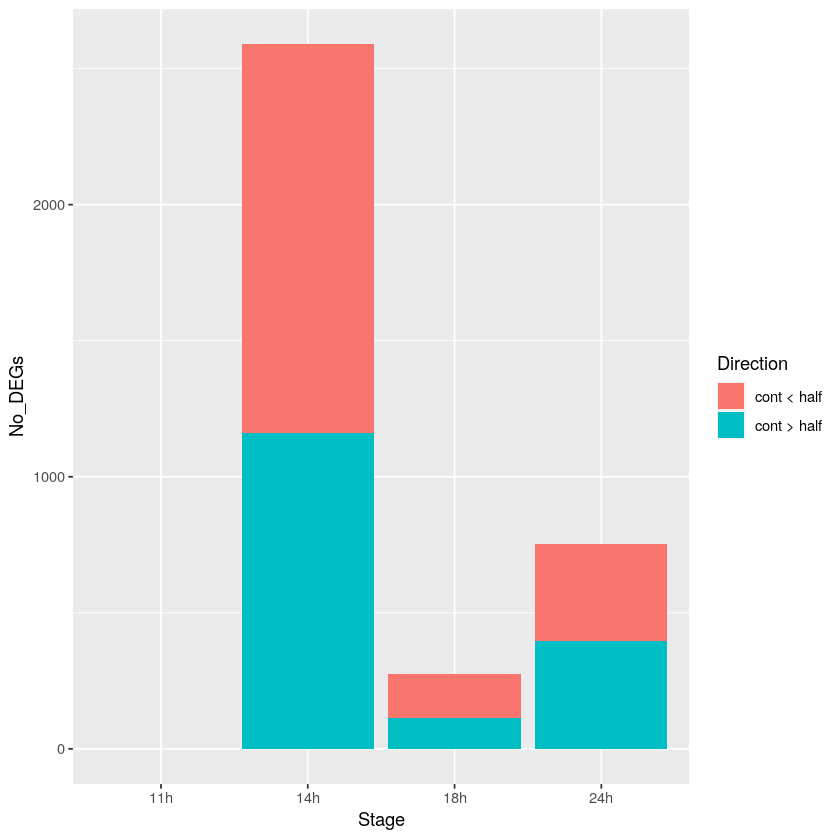 No_DEGs
2000
1000
0
11h 14h 18h 24h
Stage
Direction
cont < half
cont > half